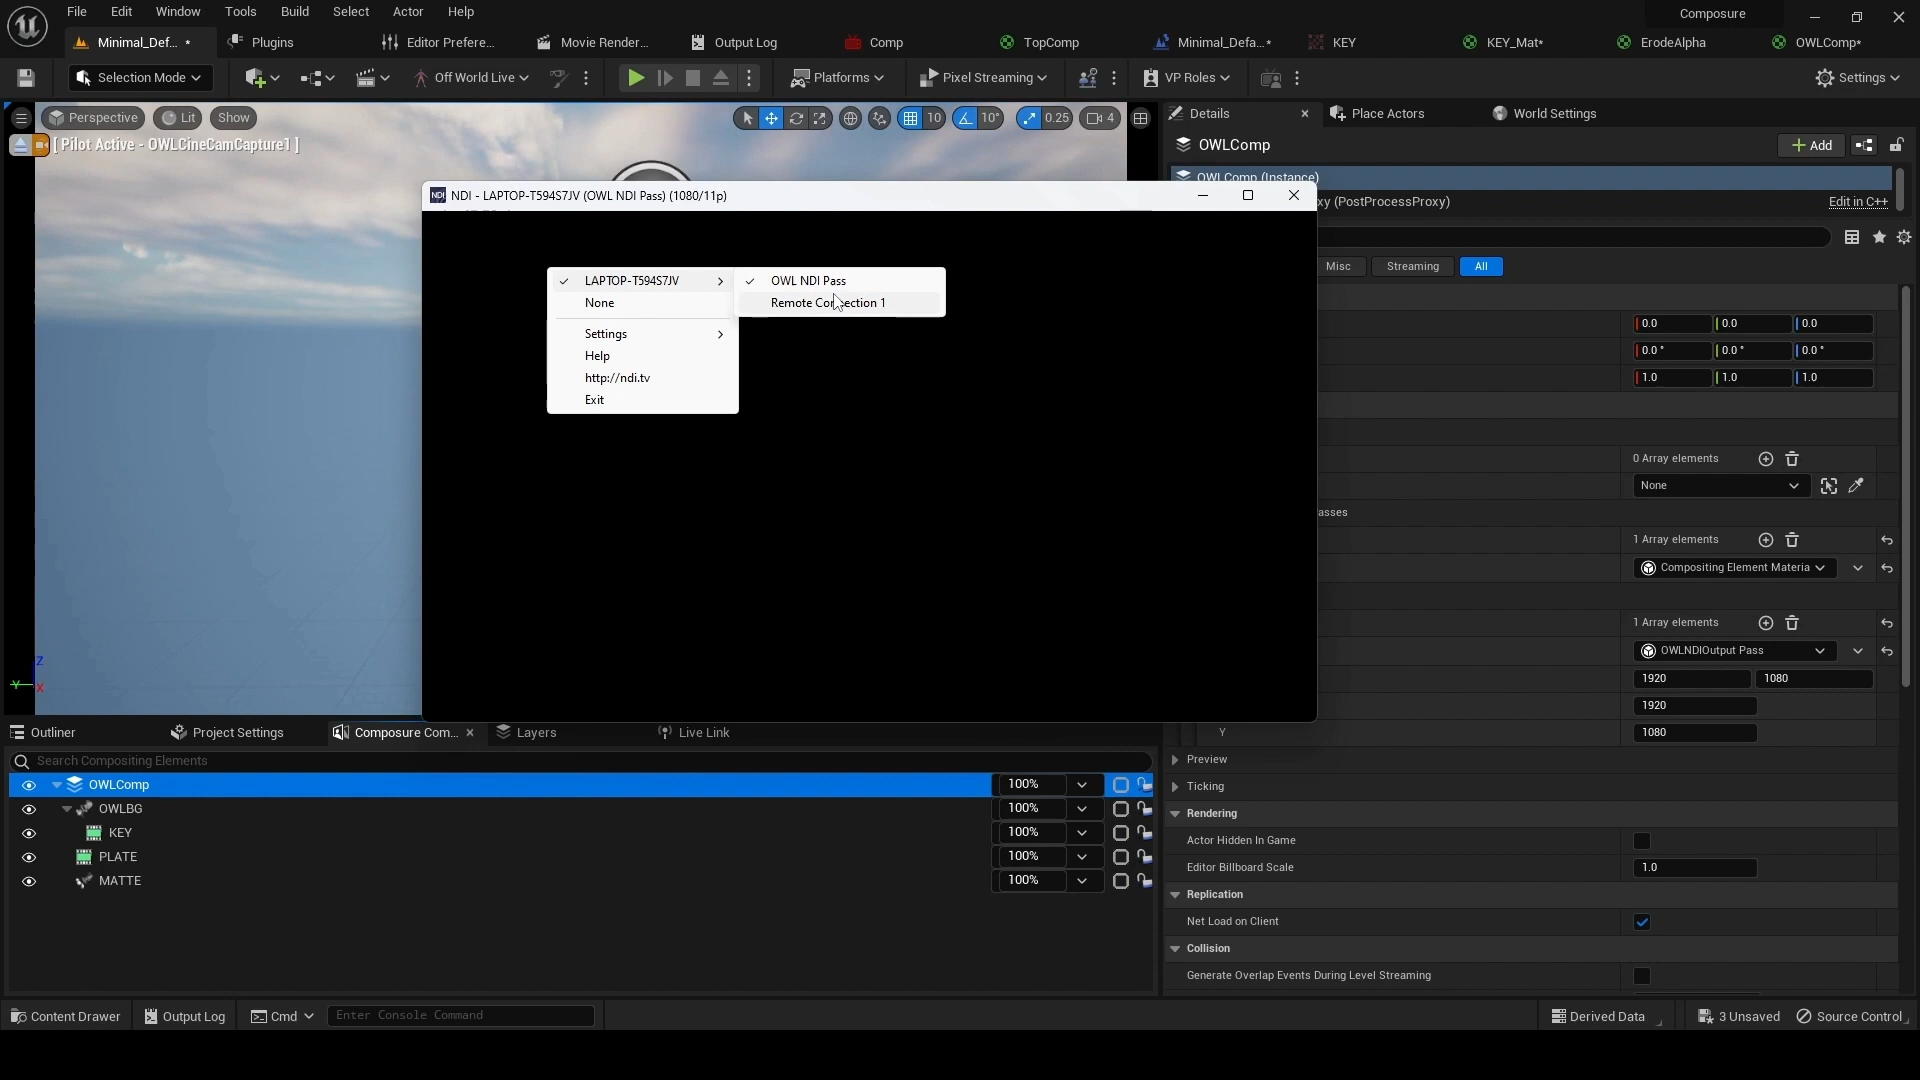 File Edit Window Tools Build Select Actor Help
Composure
Minimal_Def... *
Plugins
Editor Prefere...
Movie Render...
Output Log
Comp
TopComp
Minimal_Defa...*
KEY
KEY_Mat*
ErodeAlpha
OWLComp*
Selection Mode
Off World Live
Platforms
Pixel Streaming
VP Roles
Settings
Perspective
Lit
Show
10
10°
0.25
4
Details
Place Actors
World Settings
[ Pilot Active - OWLCineCamCapture1 ]
OWLComp
Add
OWLComp (Instance)
xy (PostProcessProxy)
Edit in C++
NDI - LAPTOP-T594S7JV (OWL NDI Pass) (1080/11p)
LAPTOP-T594S7JV
OWL NDI Pass
None
Remote Connection 1
Settings
Help
http://ndi.tv
Exit
Misc
Streaming
All
0.0 0.0 0.0
0.0 ° 0.0 ° 0.0 °
1.0 1.0 1.0
0 Array elements
None
asses
1 Array elements
Compositing Element Materia
1 Array elements
OWLNDIOutput Pass
1920 1080
1920
Y 1080
Z
Y
X
Outliner
Project Settings
Composure Com...
Layers
Live Link
Search Compositing Elements
OWLComp 100%
OWLBG 100%
KEY 100%
PLATE 100%
MATTE 100%
Preview
Ticking
Rendering
Actor Hidden In Game
Editor Billboard Scale 1.0
Replication
Net Load on Client
Collision
Generate Overlap Events During Level Streaming
Content Drawer
Output Log
Cmd
Enter Console Command
Derived Data
3 Unsaved
Source Control